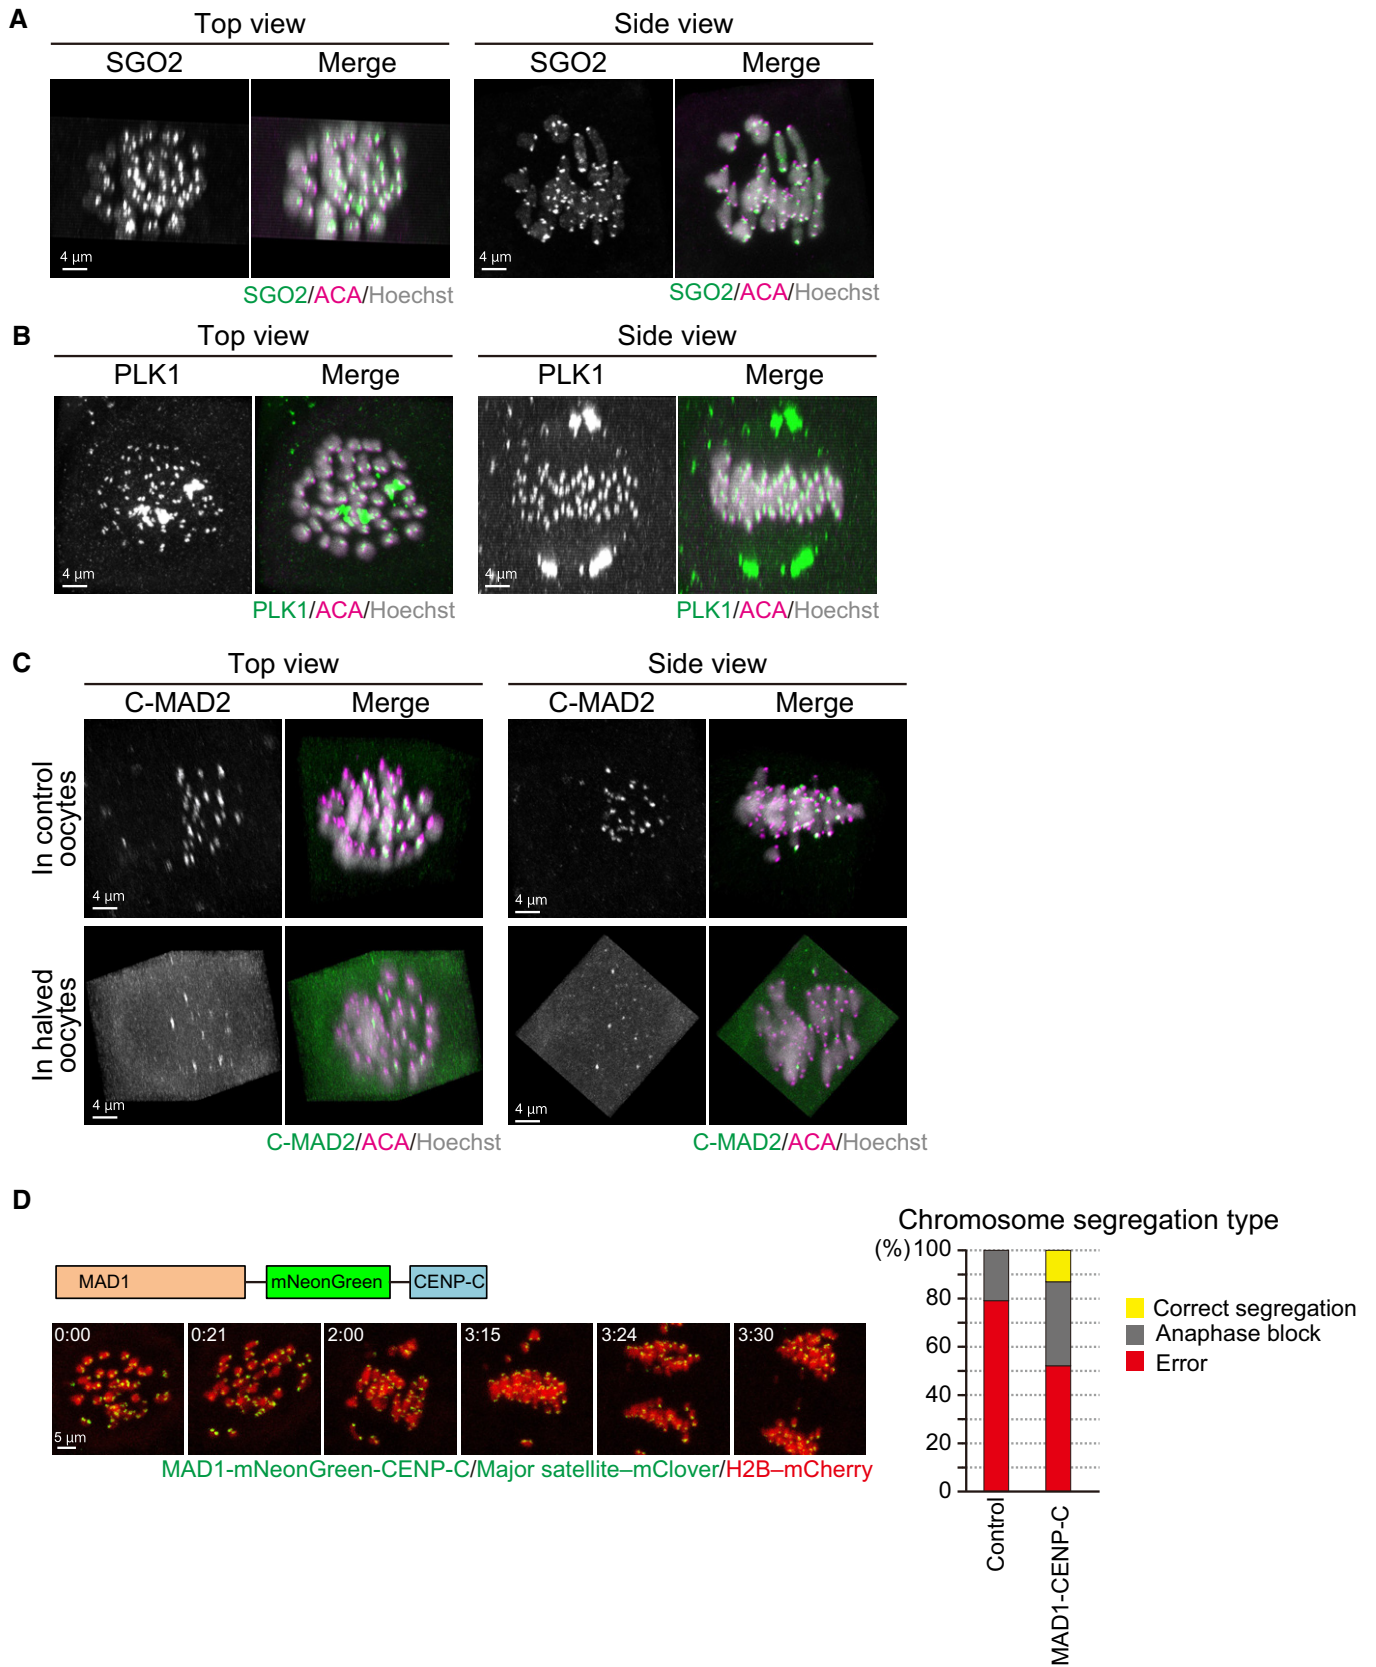 A
Top view
Side view
SGO2
Merge
SGO2
Merge
4 µm
4 µm
SGO2/ACA/Hoechst
SGO2/ACA/Hoechst
B
Top view
Side view
PLK1
Merge
PLK1
Merge
4 µm
4 µm
PLK1/ACA/Hoechst
PLK1/ACA/Hoechst
C
Top view
Side view
C-MAD2
Merge
C-MAD2
Merge
In control
oocytes
4 µm
4 µm
In halved
oocytes
4 µm
4 µm
C-MAD2/ACA/Hoechst
C-MAD2/ACA/Hoechst
D
MAD1
mNeonGreen
CENP-C
0:00
0:21
2:00
3:15
3:24
3:30
5 µm
MAD1-mNeonGreen-CENP-C/Major satellite–mClover/H2B–mCherry
Chromosome segregation type
(%)
100
80
60
40
20
0
Control
MAD1-CENP-C
Correct segregation
Anaphase block
Error